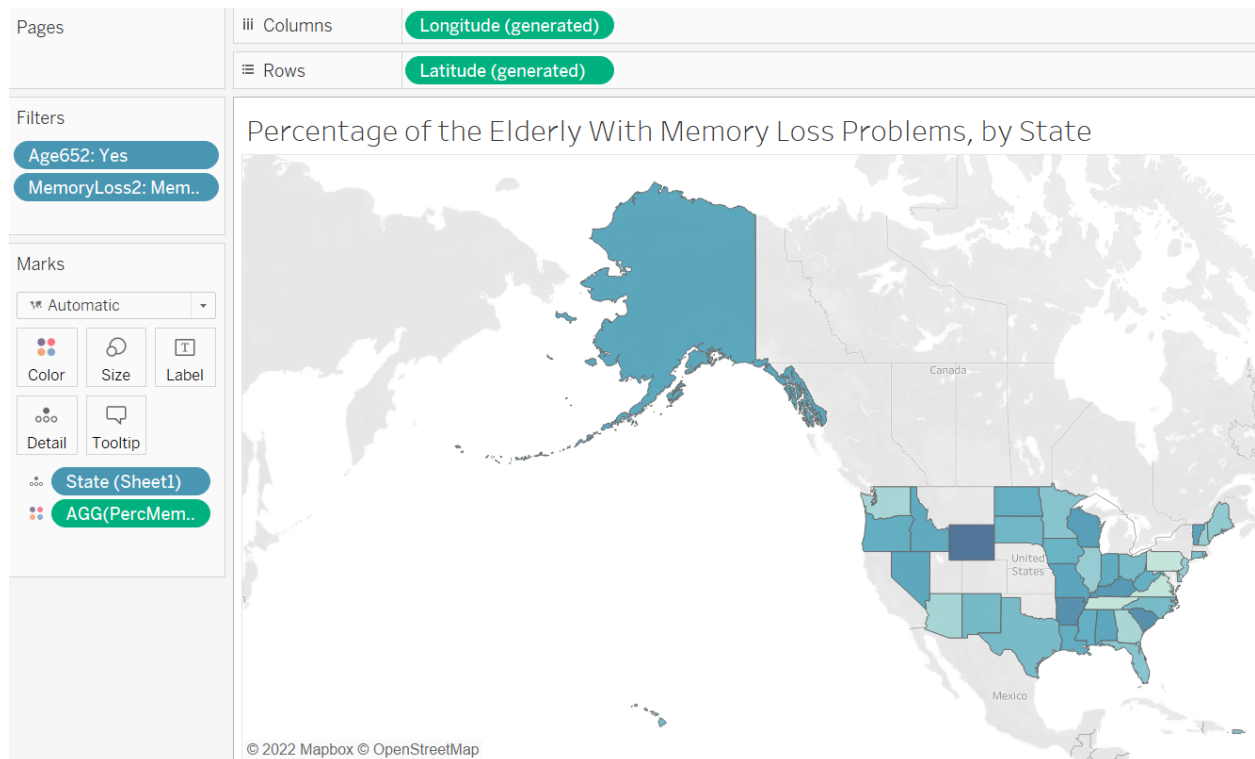 Pages
iii Columns
Longitude (generated)
Rows
Latitude (generated)
Filters
Age652: Yes
MemoryLoss2: Mem..
Marks
Automatic
Color
Size
T
Label
Detail
Tooltip
State (Sheet1)
AGG(PercMem..
Percentage of the Elderly With Memory Loss Problems, by State
Canada
United
States
Mexico
© 2022 Mapbox © OpenStreetMap